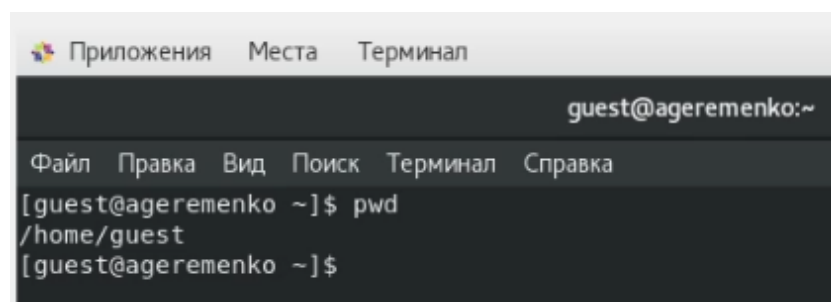 Приложения Места Терминал
guest@ageremenko:~
Файл Правка Вид Поиск Терминал Справка
[guest@ageremenko ~]$ pwd
/home/guest
[guest@ageremenko ~]$